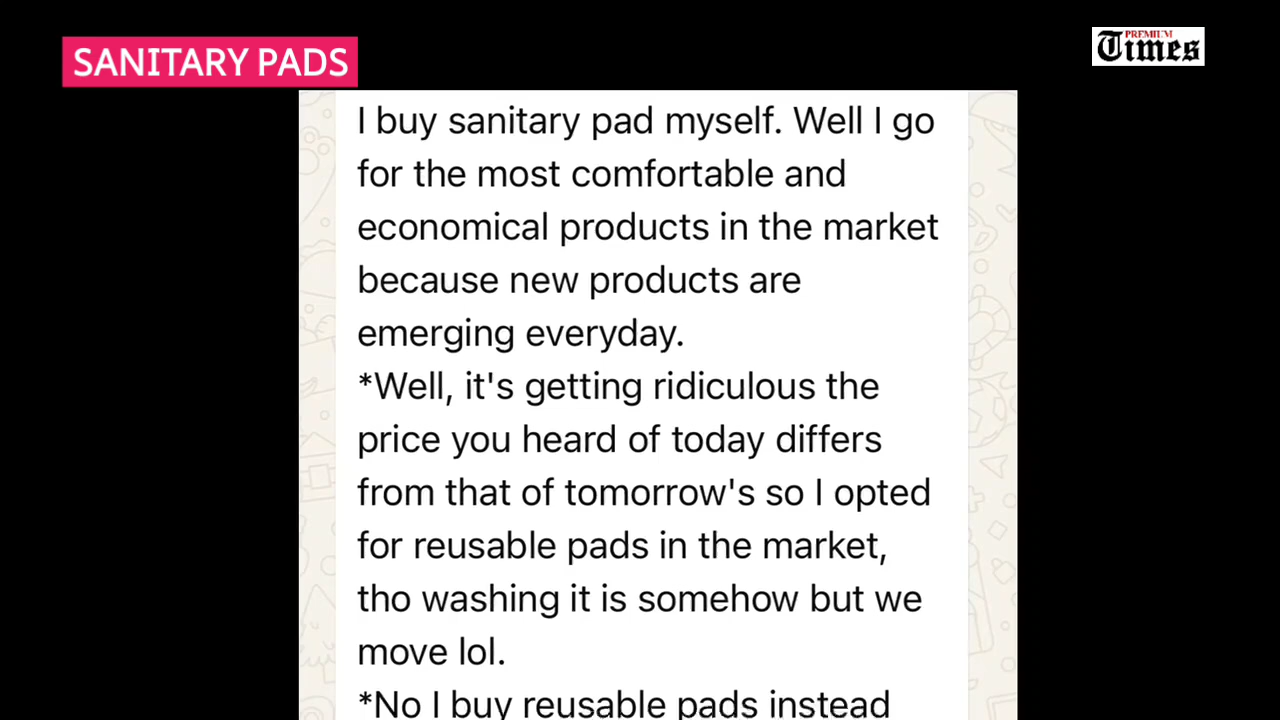 SANITARY PADS
PREMIUM
Times
I buy sanitary pad myself. Well I go
for the most comfortable and
economical products in the market
because new products are
emerging everyday.
*Well, it's getting ridiculous the
price you heard of today differs
from that of tomorrow's so I opted
for reusable pads in the market,
tho washing it is somehow but we
move lol.
*No I buy reusable pads instead